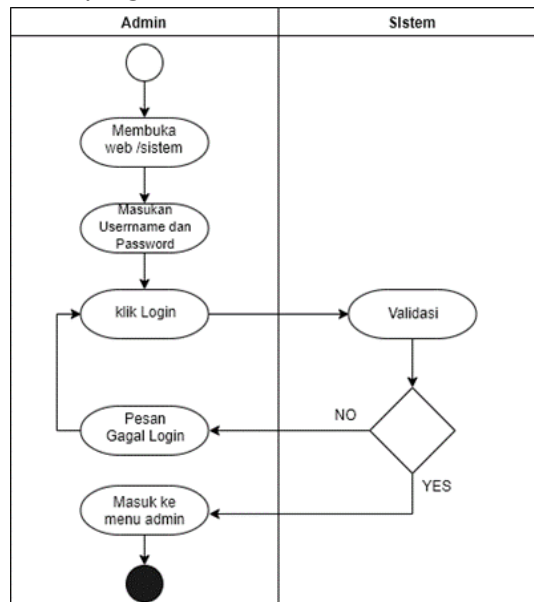 Admin
SIstem
Membuka
web /sistem
Masukan
Userrname dan
Password
klik Login
Validasi
NO
Pesan
Gagal Login
YES
Masuk ke
menu admin